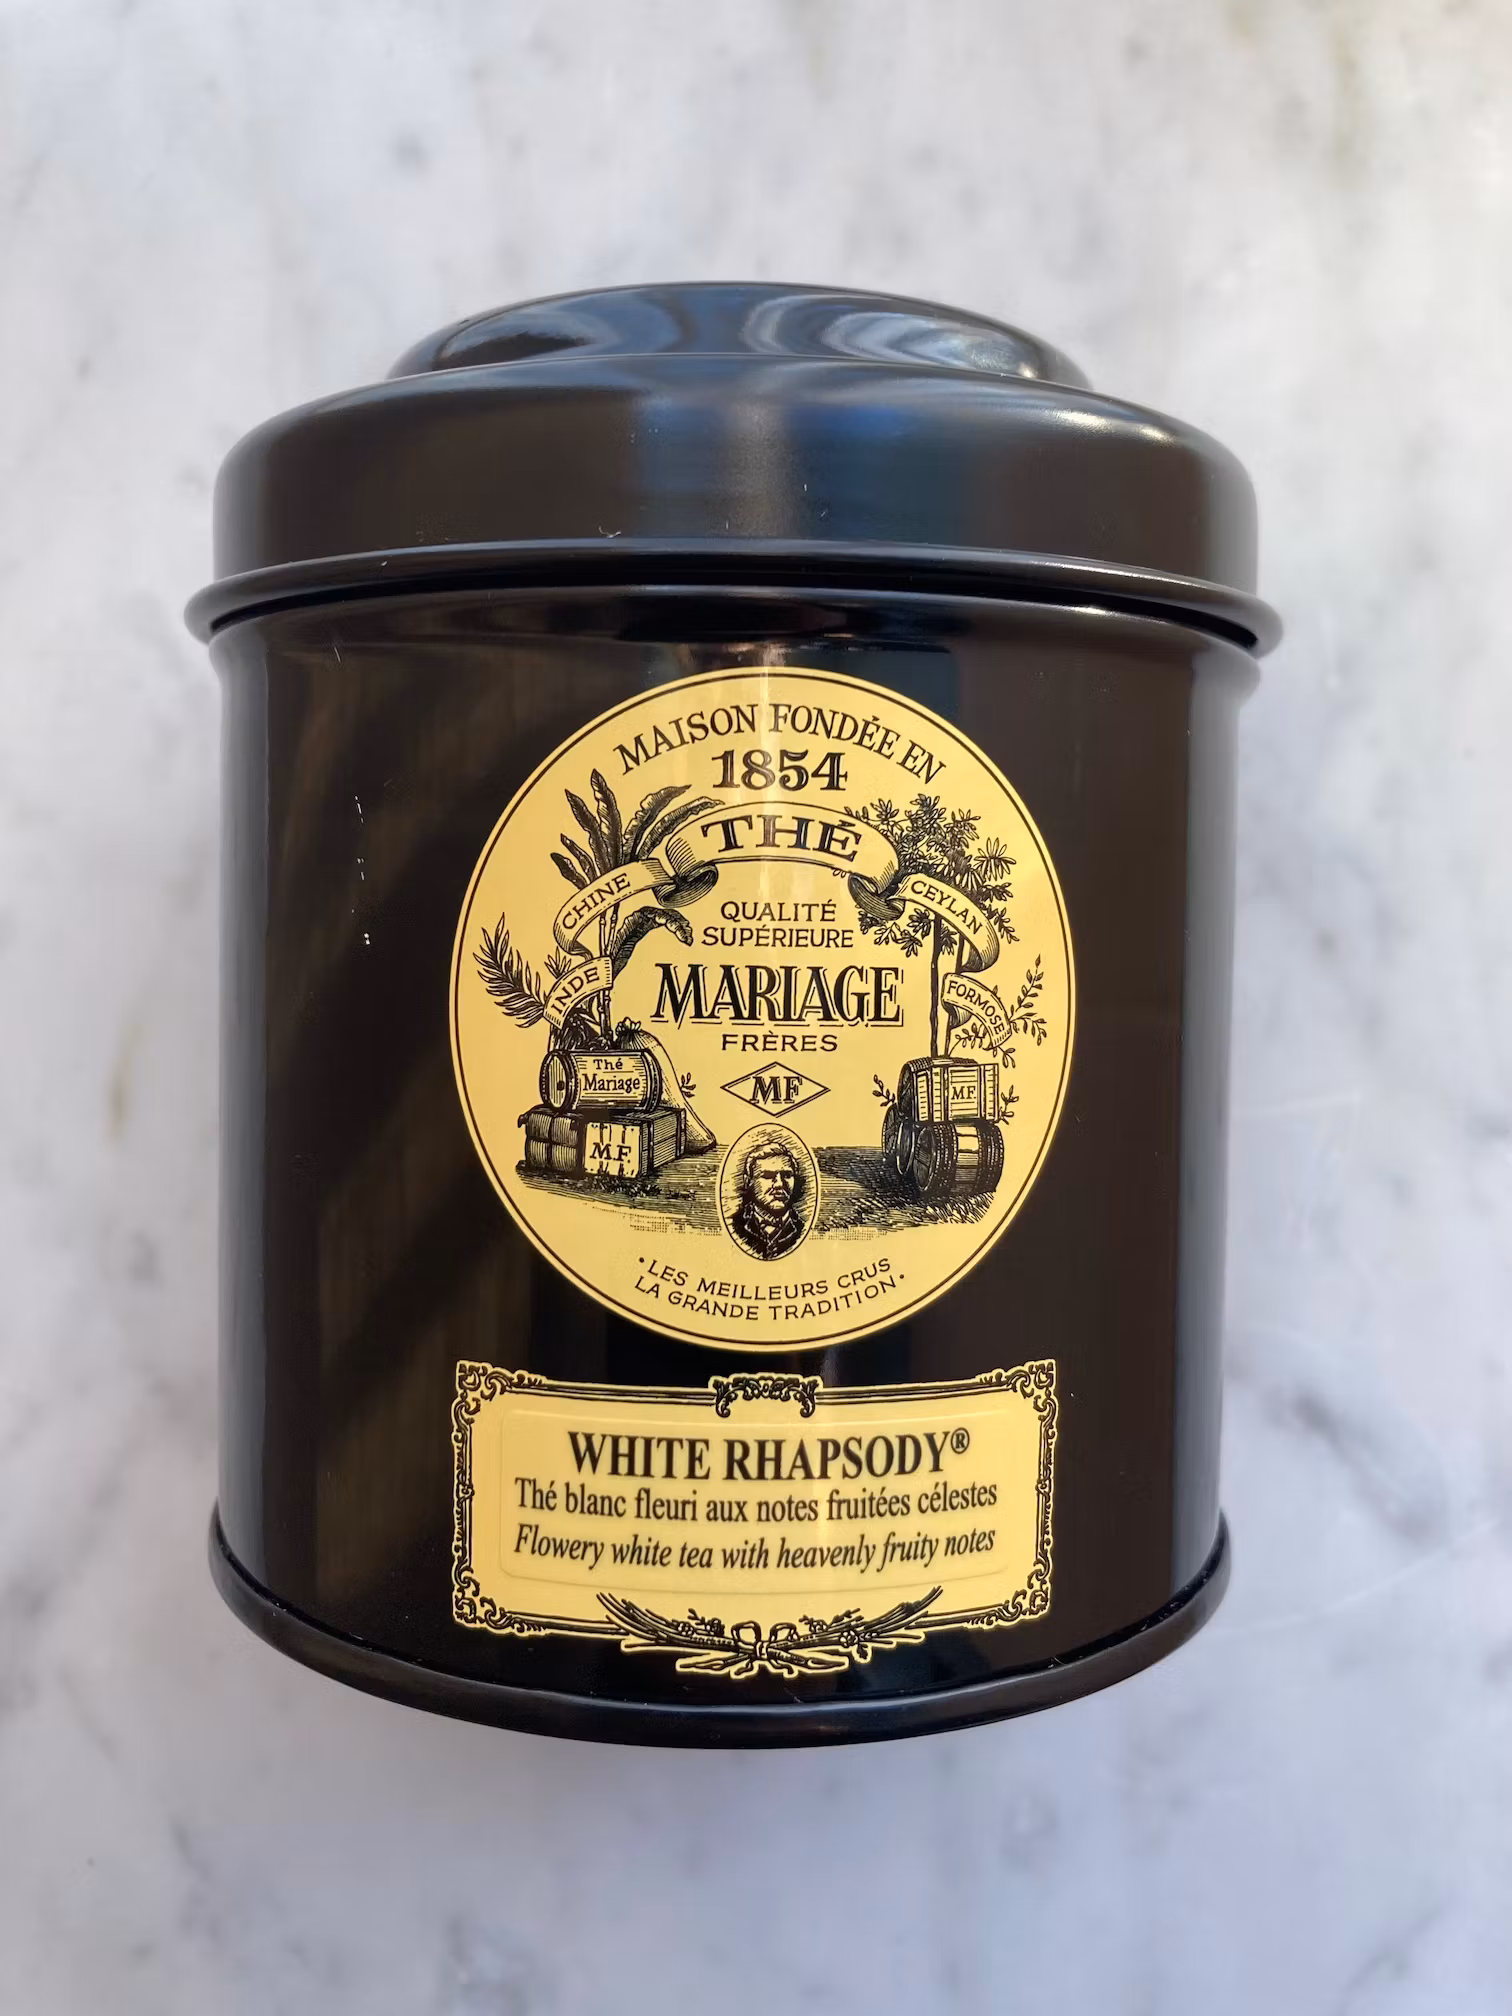 MAISON FONDÉE EN
1854
THÉ
CHINE
CEYLAN
INDE
FORMOSE
QUALITÉ
SUPÉRIEURE
MARIAGE
FRÈRES
MF
Thé
Mariage
M.F.
MF.
• LES MEILLEURS CRUS
LA GRANDE TRADITION •
WHITE RHAPSODY®
Thé blanc fleuri aux notes fruitées célestes
Flowery white tea with heavenly fruity notes